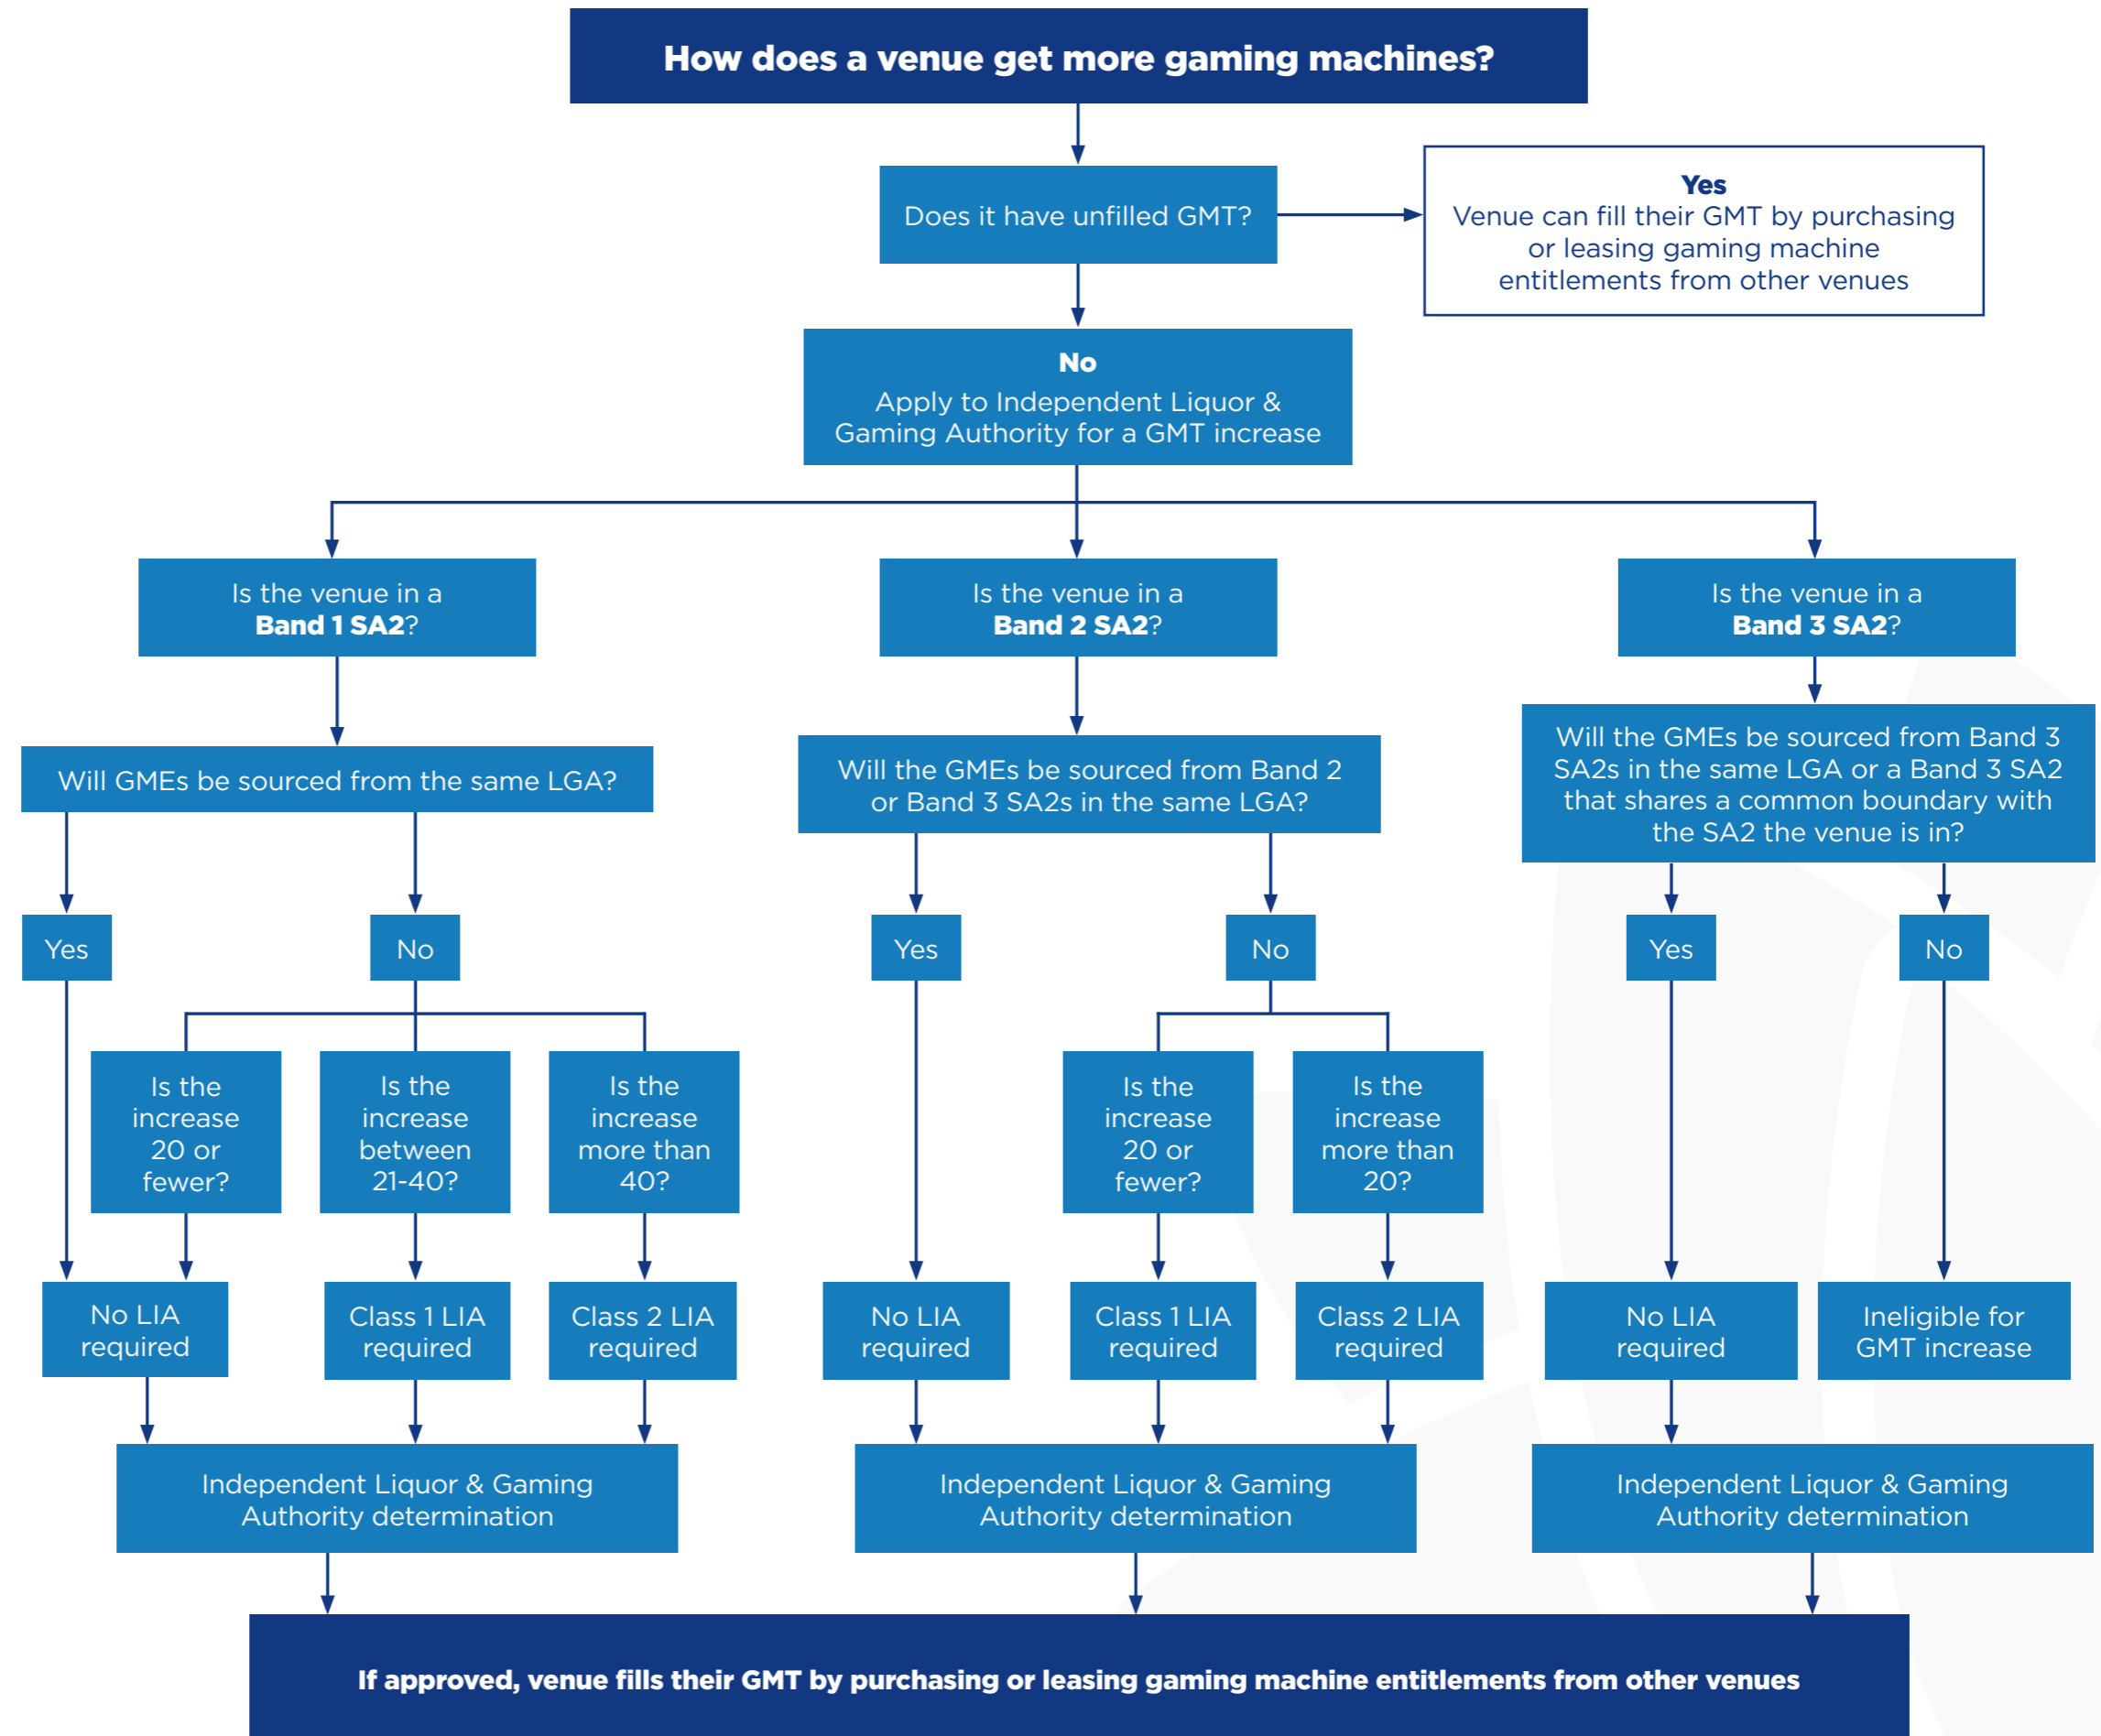 How does a venue get more gaming machines?
Does it have unfilled GMT?
Yes
Venue can fill their GMT by purchasing
or leasing gaming machine
entitlements from other venues
No
Apply to Independent Liquor &
Gaming Authority for a GMT increase
Is the venue in a
Band 1 SA2?
Is the venue in a
Band 2 SA2?
Is the venue in a
Band 3 SA2?
Will GMEs be sourced from the same LGA?
Will the GMEs be sourced from Band 2
or Band 3 SA2s in the same LGA?
Will the GMEs be sourced from Band 3
SA2s in the same LGA or a Band 3 SA2
that shares a common boundary with
the SA2 the venue is in?
Yes
No
Yes
No
Yes
No
Is the
increase
20 or
fewer?
Is the
increase
between
21-40?
Is the
increase
more than
40?
Is the
increase
20 or
fewer?
Is the
increase
more than
20?
No LIA
required
Class 1 LIA
required
Class 2 LIA
required
No LIA
required
Class 1 LIA
required
Class 2 LIA
required
No LIA
required
Ineligible for
GMT increase
Independent Liquor & Gaming
Authority determination
Independent Liquor & Gaming
Authority determination
Independent Liquor & Gaming
Authority determination
If approved, venue fills their GMT by purchasing or leasing gaming machine entitlements from other venues